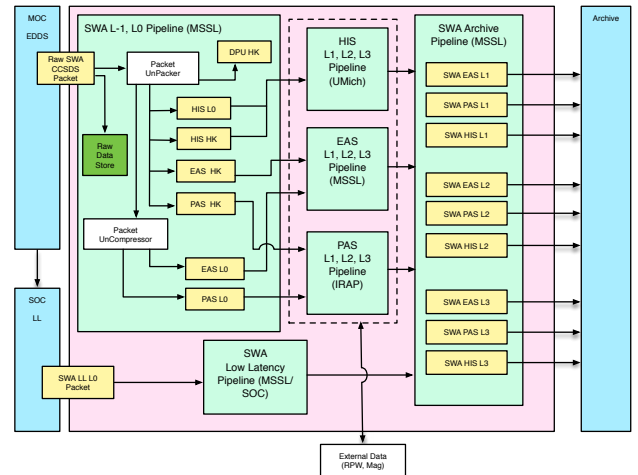 MOC
EDDS
SWA L-1, L0 Pipeline (MSSL)
Raw SWA
CCSDS
Packet
Packet
UnPacker
DPU HK
HIS L0
HIS HK
EAS HK
PAS HK
Raw
Data
Store
Packet
UnCompressor
EAS L0
PAS L0
HIS
L1, L2, L3
Pipeline
(UMich)
EAS
L1, L2, L3
Pipeline
(MSSL)
PAS
L1, L2, L3
Pipeline
(IRAP)
SWA Archive
Pipeline (MSSL)
SWA EAS L1
SWA PAS L1
SWA HIS L1
SWA EAS L2
SWA PAS L2
SWA HIS L2
SWA EAS L3
SWA PAS L3
SWA HIS L3
Archive
SOC
LL
SWA LL L0
Packet
SWA
Low Latency
Pipeline (MSSL/
SOC)
External Data
(RPW, Mag)